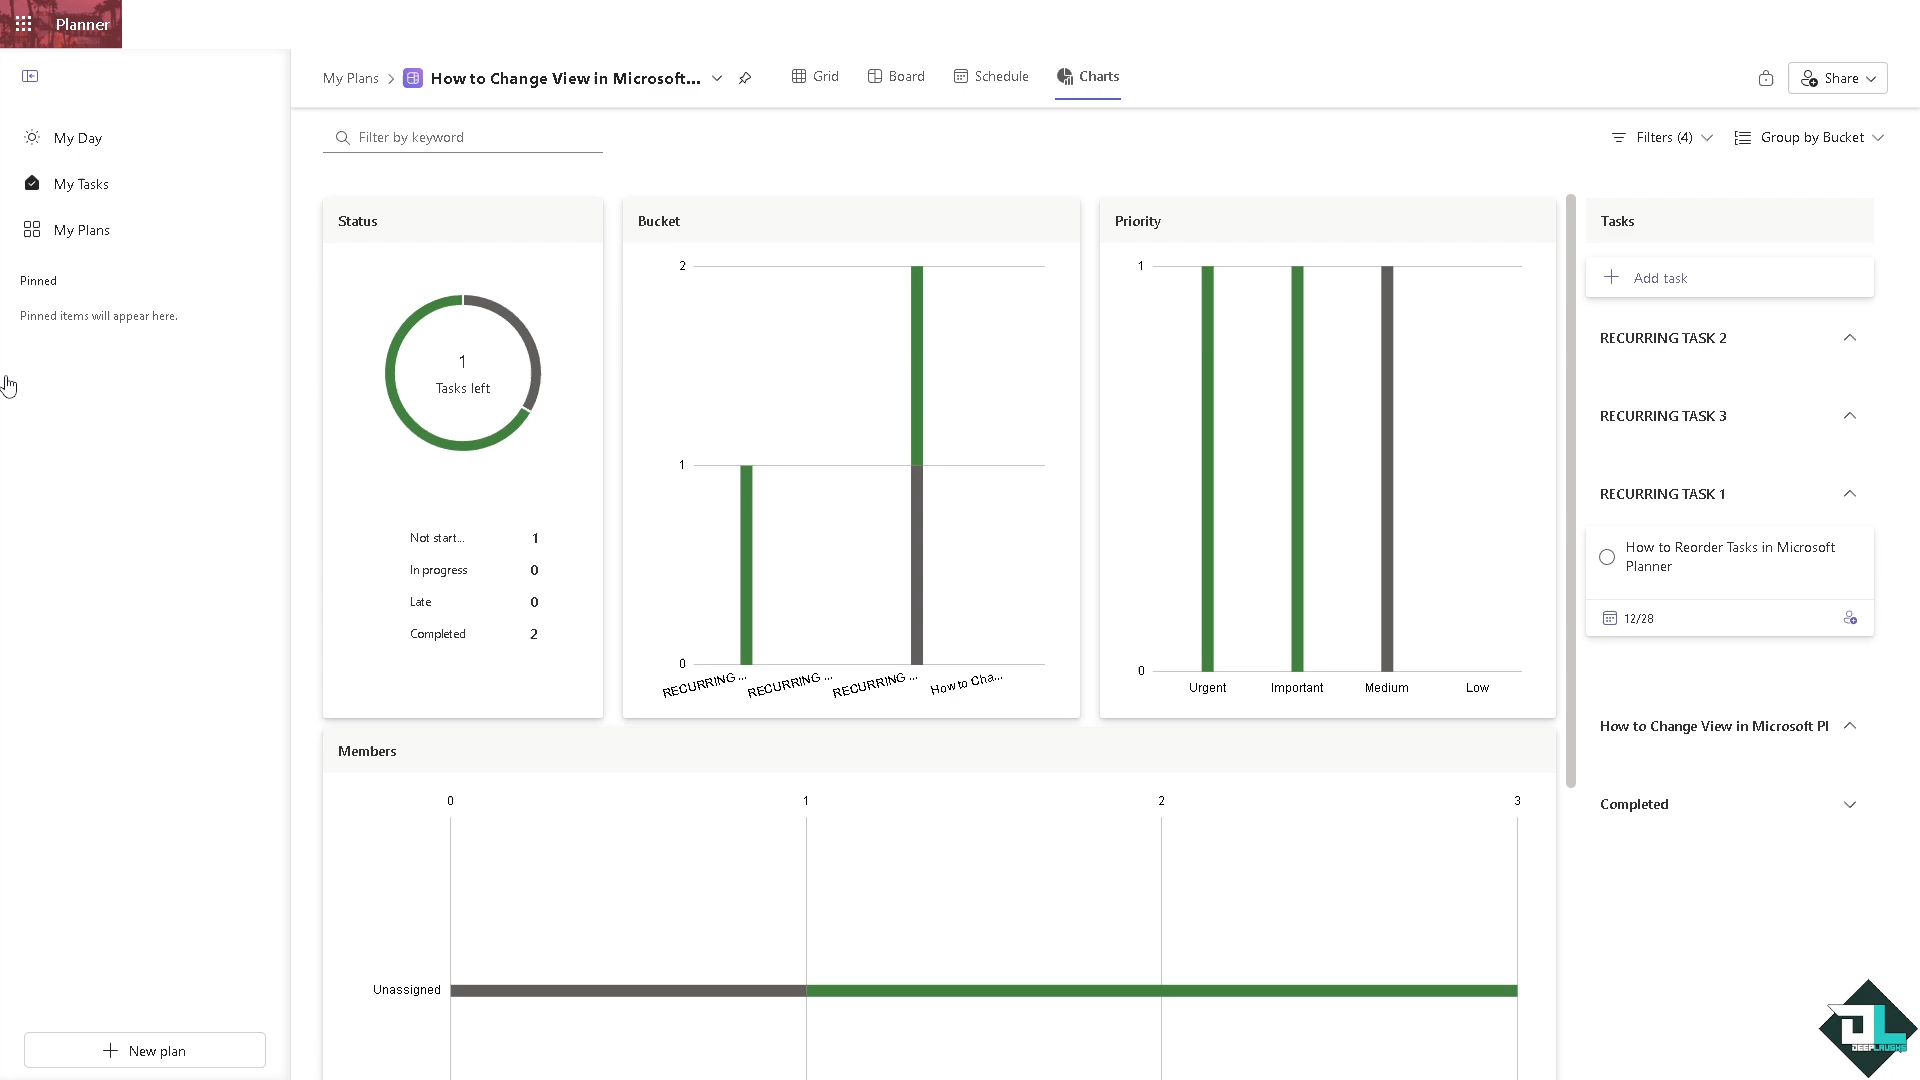 Planner
My Plans
How to Change View in Microsoft...
Grid
Board
Schedule
Charts
Share
My Day
My Tasks
My Plans
Pinned
Pinned items will appear here.
New plan
Filter by keyword
Filters (4)
Group by Bucket
Status
1
Tasks left
Not start... 1
In progress 0
Late 0
Completed 2
Bucket
2
1
0
RECURRING ...
RECURRING ...
RECURRING ...
How to Cha...
Priority
1
0
Urgent
Important
Medium
Low
Members
0 1 2 3
Unassigned
Tasks
Add task
RECURRING TASK 2
RECURRING TASK 3
RECURRING TASK 1
How to Reorder Tasks in Microsoft
Planner
12/28
How to Change View in Microsoft Pl
Completed
DEEPLAUGHS